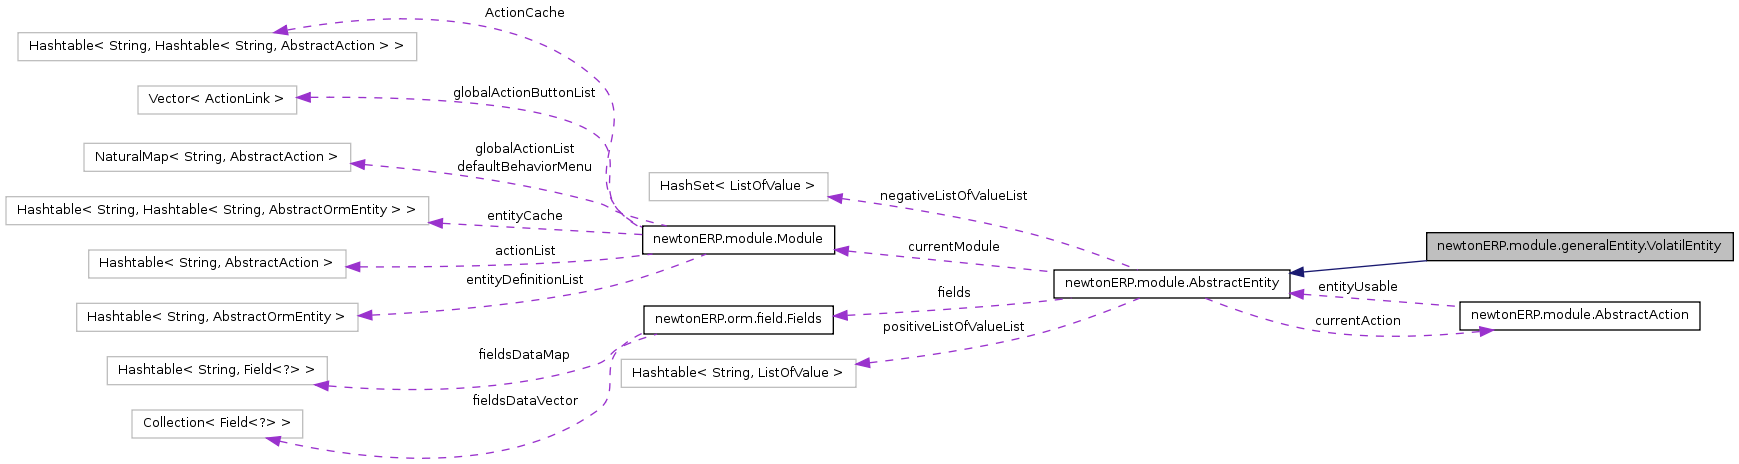 ActionCache
Hashtable< String, Hashtable< String, AbstractAction > >
globalActionButtonList
Vector< ActionLink >
globalActionList
defaultBehaviorMenu
NaturalMap< String, AbstractAction >
HashSet< ListOfValue >
negativeListOfValueList
Hashtable< String, Hashtable< String, AbstractOrmEntity > >
entityCache
newtonERP.module.Module
currentModule
newtonERP.module.generalEntity.VolatilEntity
actionList
Hashtable< String, AbstractAction >
entityDefinitionList
newtonERP.module.AbstractEntity
entityUsable
fields
Hashtable< String, AbstractOrmEntity >
newtonERP.orm.field.Fields
positiveListOfValueList
currentAction
newtonERP.module.AbstractAction
fieldsDataMap
Hashtable< String, Field<?> >
Hashtable< String, ListOfValue >
fieldsDataVector
Collection< Field<?> >